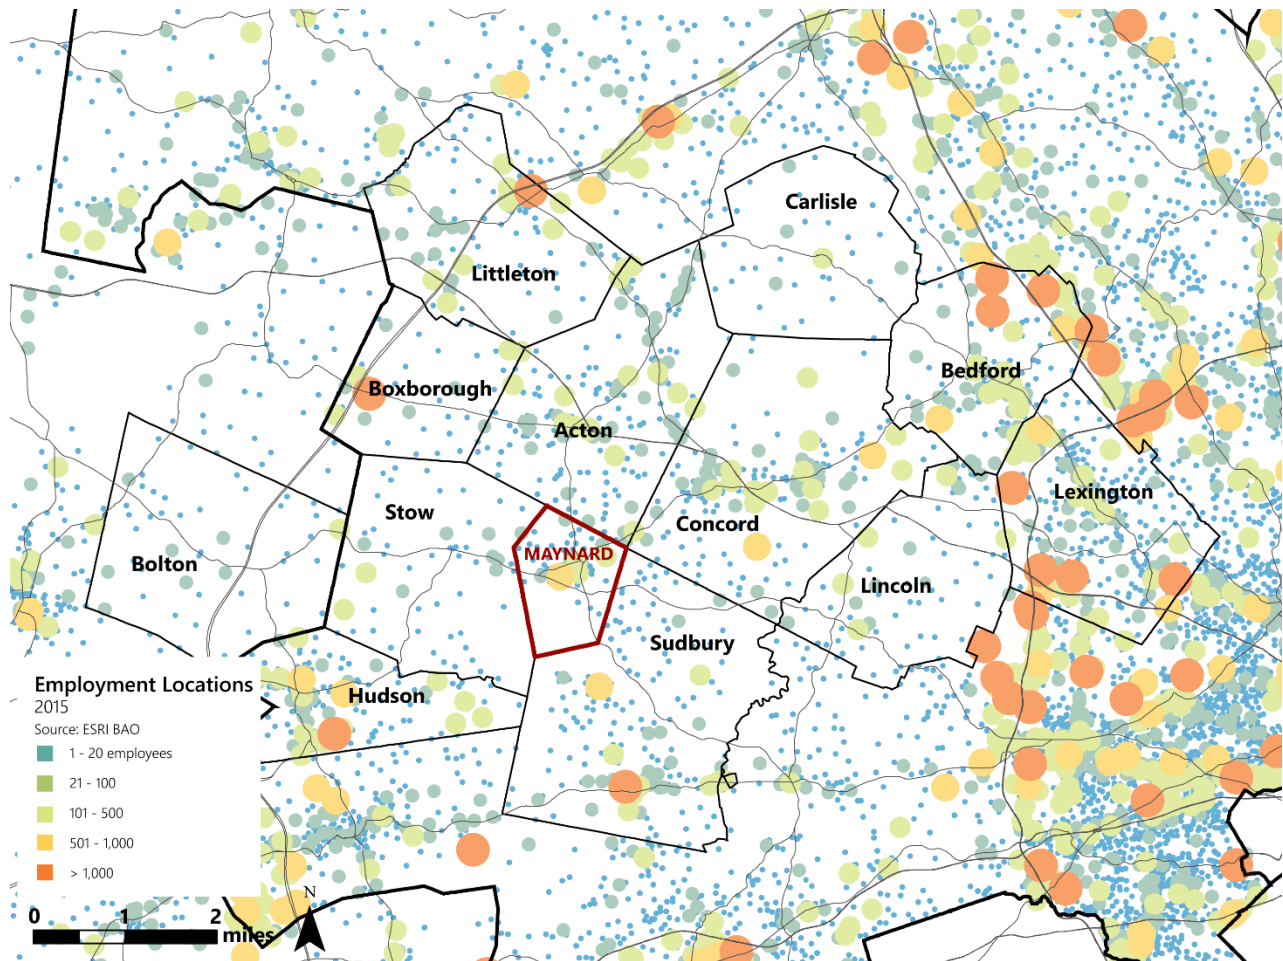 Carlisle
Littleton
Bedford
Boxborough
Acton
Lexington
Stow
Concord
MAYNARD
Bolton
Lincoln
Sudbury
Hudson
Employment Locations
2015
Source: ESRI BAO
1 - 20 employees
21 - 100
101 - 500
501 - 1,000
> 1,000
N
0 1 2
miles